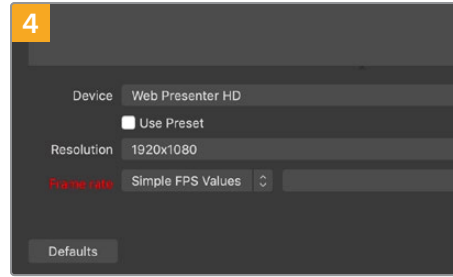 4
Device Web Presenter HD
Use Preset
Resolution 1920x1080
Frame rate Simple FPS Values
Defaults